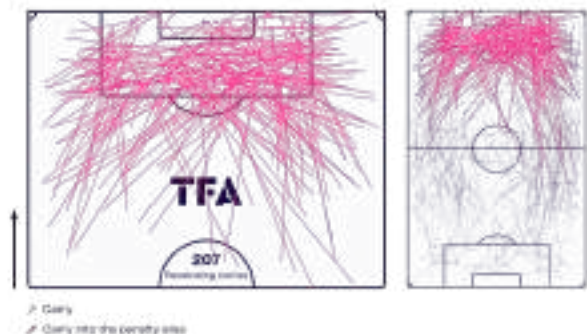 TFA
207
Penetrating carries
Carry
Carry into the penalty area